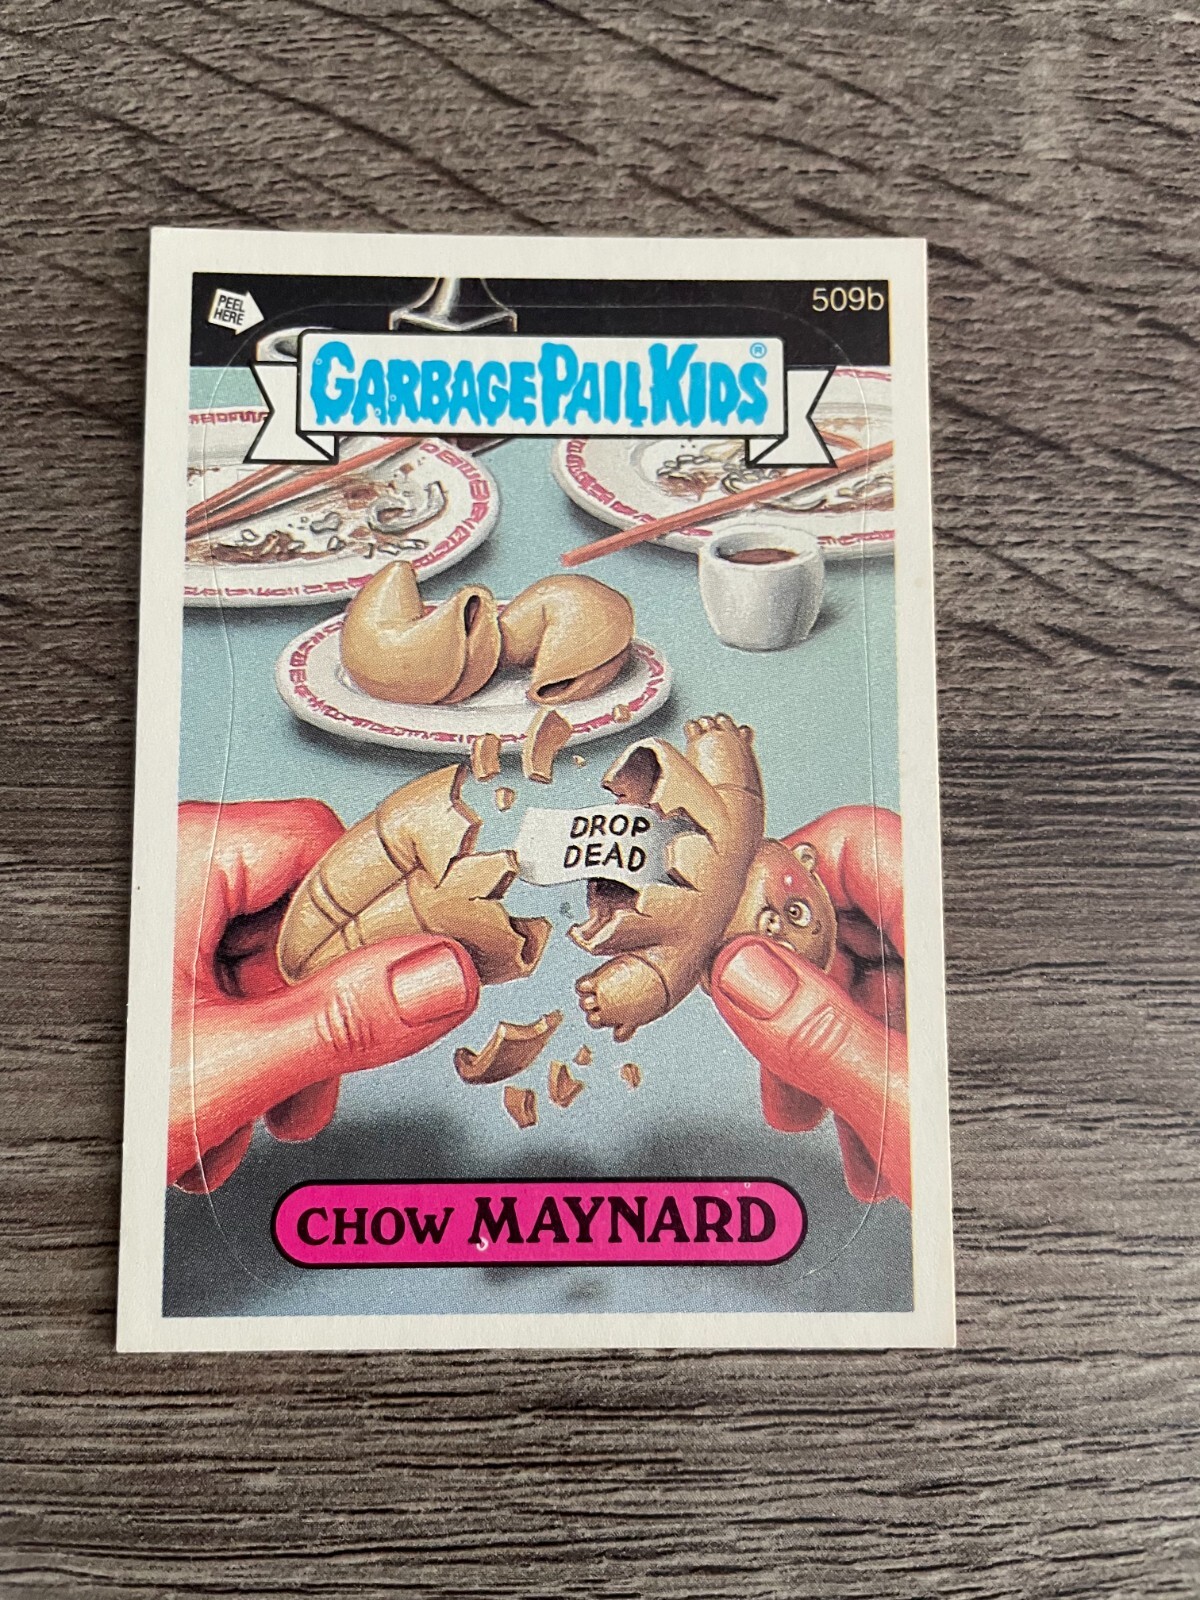 PEEL
HERE
509b
GARBAGE PAIL KIDS®
DROP
DEAD
CHOW MAYNARD